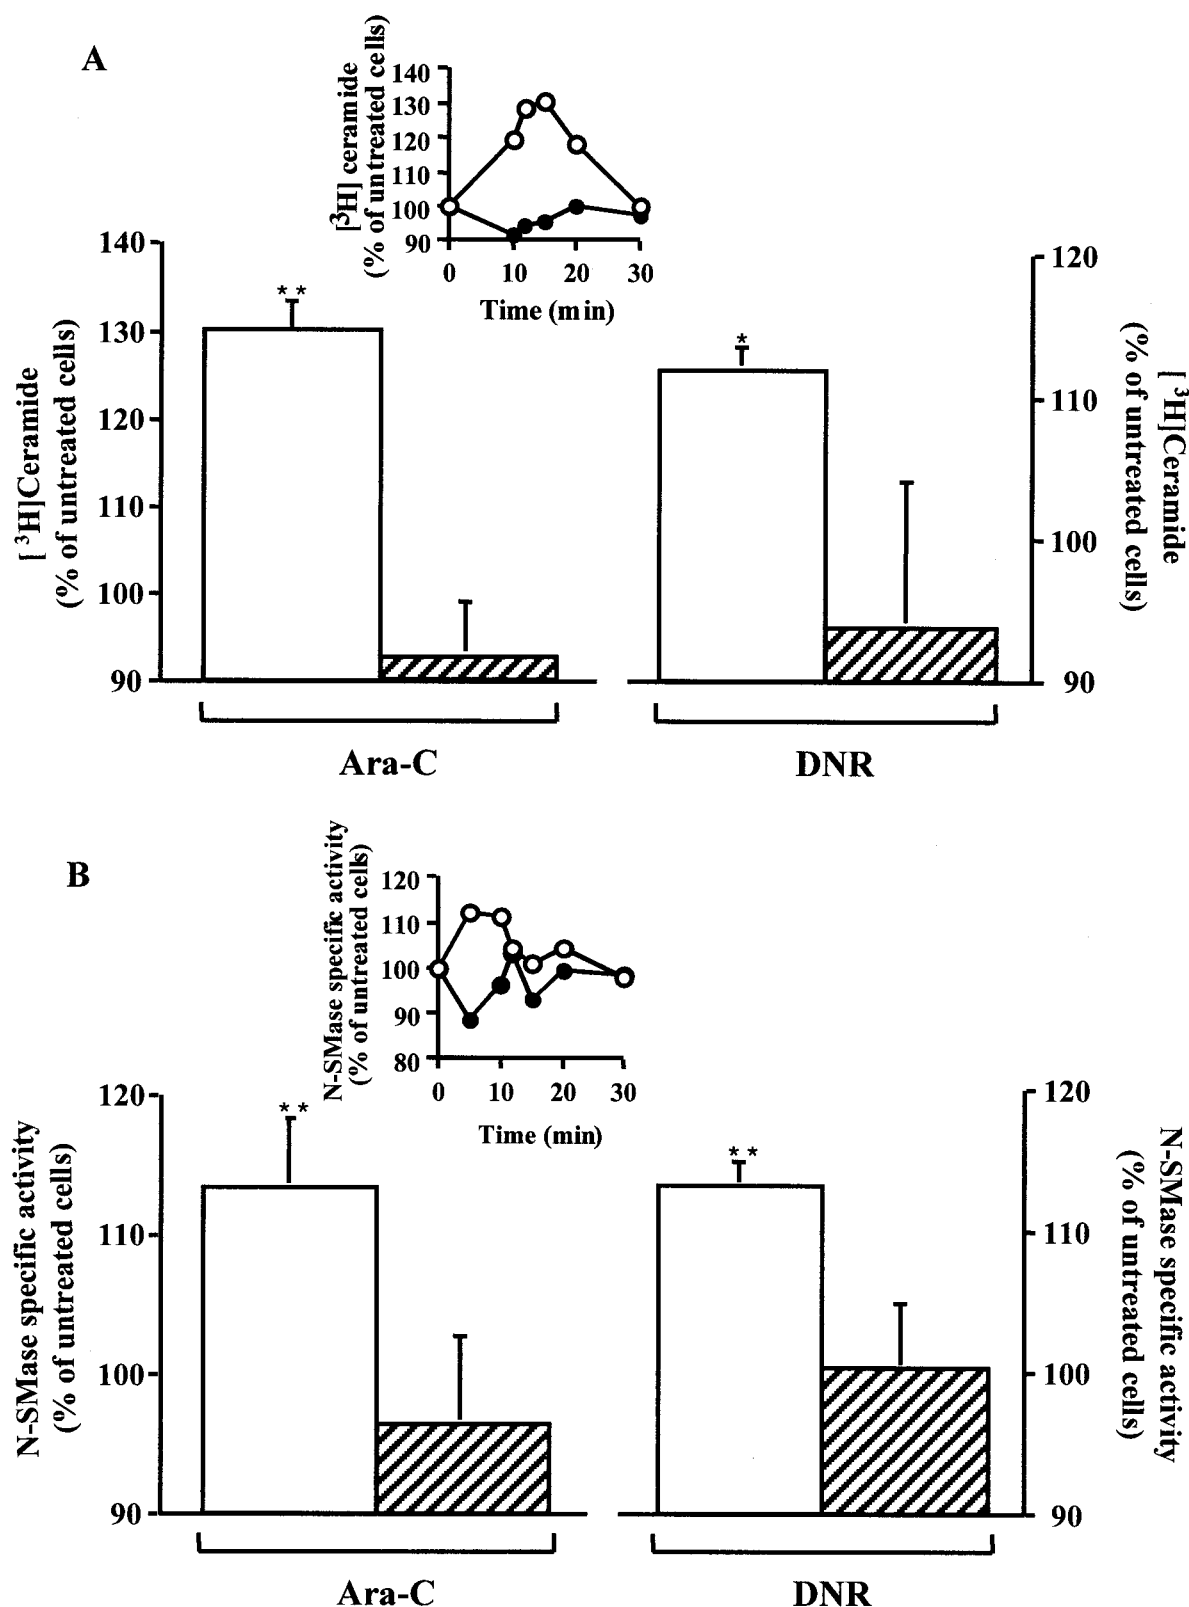 A
[³H] ceramide
(% of untreated cells)
140
130
120
110
100
90
0 10 20 30
Time (min)
[³H]Ceramide
(% of untreated cells)
140
130
120
110
100
90
**
*
120
110
100
90
[³H]Ceramide
(% of untreated cells)
Ara-C
DNR
B
N-SMase specific activity
(% of untreated cells)
120
110
100
90
80
0 10 20 30
Time (min)
N-SMase specific activity
(% of untreated cells)
120
110
100
90
**
**
120
110
100
90
N-SMase specific activity
(% of untreated cells)
Ara-C
DNR